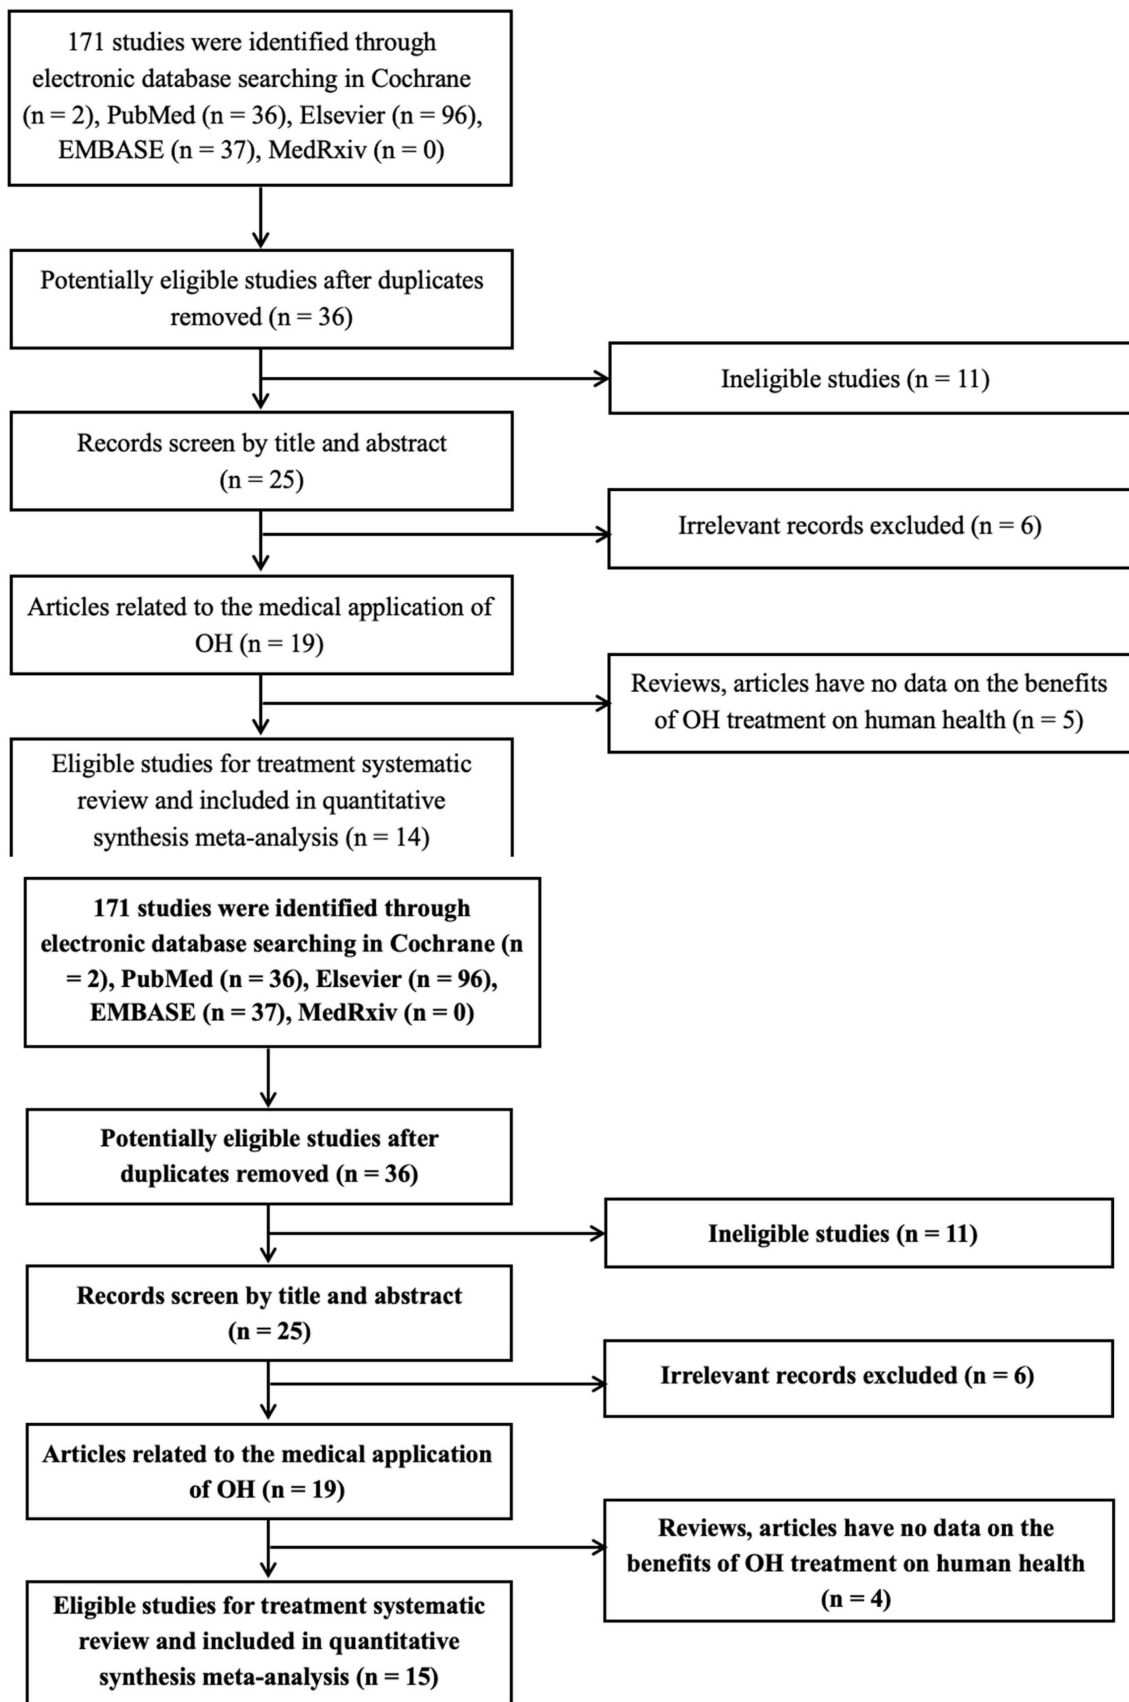 171 studies were identified through
electronic database searching in Cochrane
(n = 2), PubMed (n = 36), Elsevier (n = 96),
EMBASE (n = 37), MedRxiv (n = 0)
Potentially eligible studies after duplicates
removed (n = 36)
Ineligible studies (n = 11)
Records screen by title and abstract
(n = 25)
Irrelevant records excluded (n = 6)
Articles related to the medical application of
OH (n = 19)
Reviews, articles have no data on the benefits
of OH treatment on human health (n = 5)
Eligible studies for treatment systematic
review and included in quantitative
synthesis meta-analysis (n = 14)
171 studies were identified through
electronic database searching in Cochrane (n
= 2), PubMed (n = 36), Elsevier (n = 96),
EMBASE (n = 37), MedRxiv (n = 0)
Potentially eligible studies after
duplicates removed (n = 36)
Ineligible studies (n = 11)
Records screen by title and abstract
(n = 25)
Irrelevant records excluded (n = 6)
Articles related to the medical application
of OH (n = 19)
Reviews, articles have no data on the
benefits of OH treatment on human health
(n = 4)
Eligible studies for treatment systematic
review and included in quantitative
synthesis meta-analysis (n = 15)